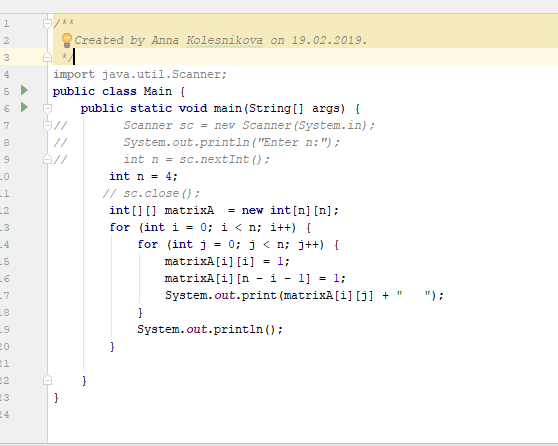 1 /**
2 Created by Anna Kolesnikova on 19.02.2019.
3 */
4 import java.util.Scanner;
5 public class Main {
6 public static void main(String[] args) {
7 // Scanner sc = new Scanner(System.in);
8 // System.out.println("Enter n:");
9 // int n = sc.nextInt();
10 int n = 4;
11 // sc.close();
12 int[][] matrixA  = new int[n][n];
13 for (int i = 0; i < n; i++) {
14 for (int j = 0; j < n; j++) {
15 matrixA[i][i] = 1;
16 matrixA[i][n - i - 1] = 1;
17 System.out.print(matrixA[i][j] + "   ");
18 }
19 System.out.println();
20 }
21
22 }
23 }
24